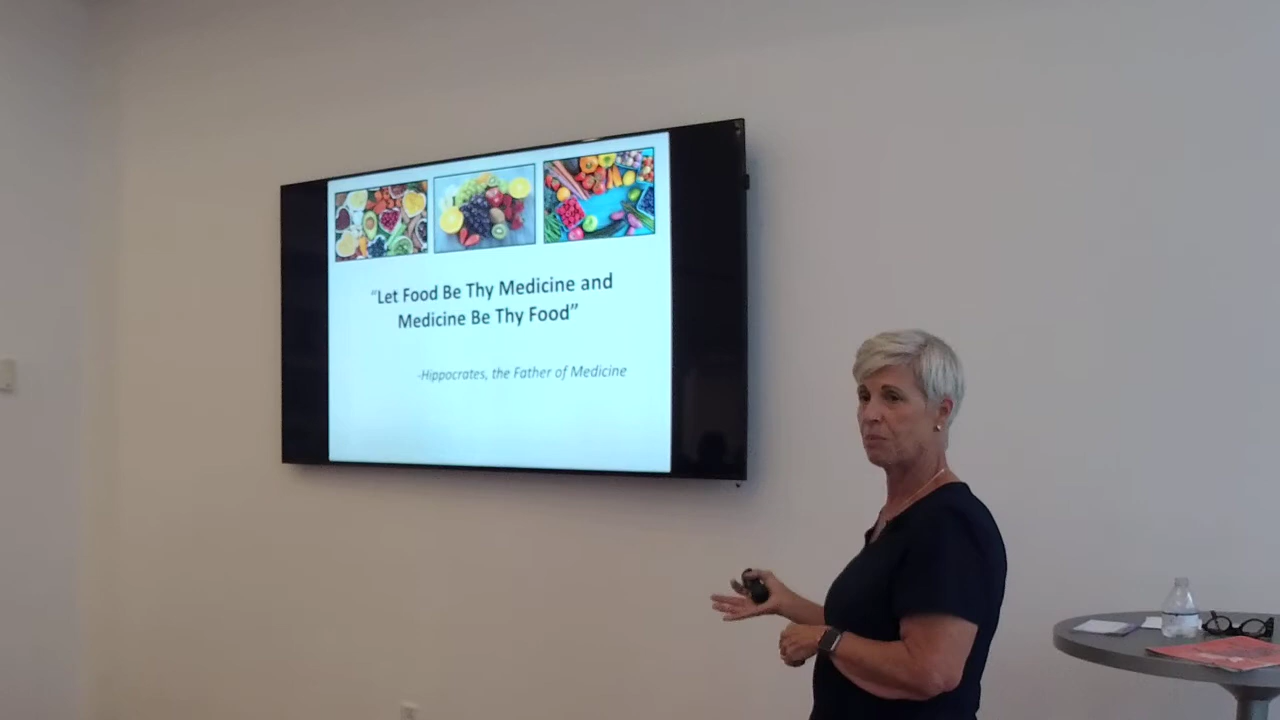 “Let Food Be Thy Medicine and
Medicine Be Thy Food”
-Hippocrates, the Father of Medicine